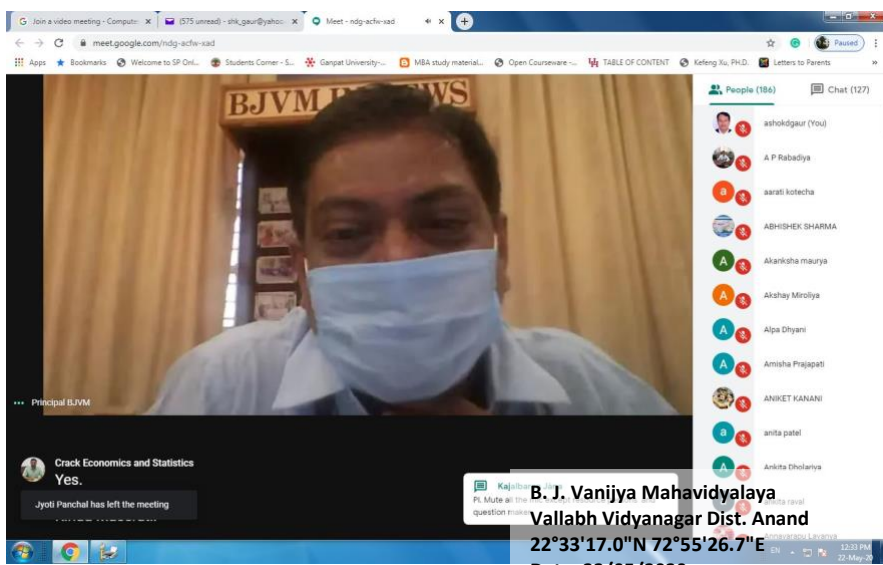 Join a video meeting - Compute
(575 unread) - shk_gaur@yahoo
Meet - ndg-acfw-xad
meet.google.com/ndg-acfw-xad
Paused
Apps
Bookmarks
Welcome to SP Onl...
Students Corner - S...
Ganpat University-...
MBA study material...
Open Courseware -...
TABLE OF CONTENT
Kefeng Xu, PH.D.
Letters to Parents
»
BJVM
WS
People (186)
Chat (127)
ashokdgaur (You)
A P Rabadiya
a
aarati kotecha
ABHISHEK SHARMA
A
Akanksha maurya
A
Akshay Miroliya
A
Alpa Dhyani
A
Amisha Prajapati
ANIKET KANANI
a
anita patel
A
Ankita Dholariya
raval
Principal BJVM
Crack Economics and Statistics
Yes.
Jyoti Panchal has left the meeting
Pl. Mute all the
question
B. J. Vanijya Mahavidyalaya
Vallabh Vidyanagar Dist. Anand
22°33'17.0"N 72°55'26.7"E
EN
12:33 PM
22-May-20